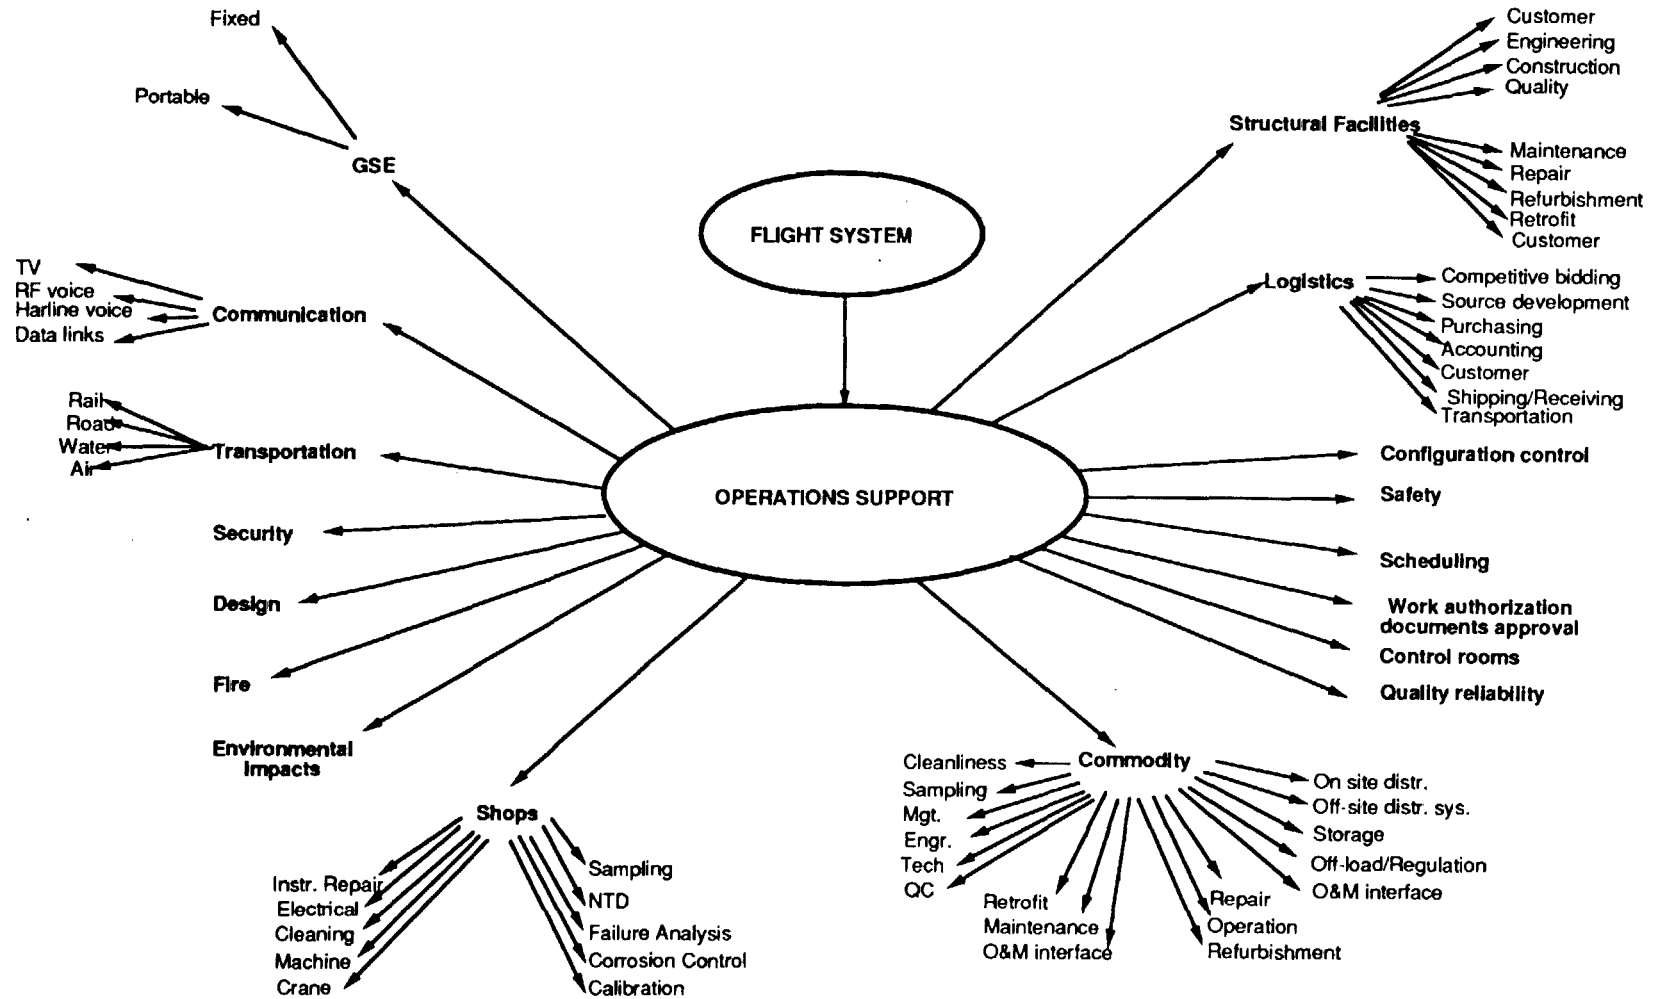 Fixed
Portable
GSE
FLIGHT SYSTEM
Customer
Engineering
Construction
Quality
Structural Facilities
Maintenance
Repair
Refurbishment
Retrofit
Customer
TV
RF voice
Harline voice
Data links
Communication
Logistics
Competitive bidding
Source development
Purchasing
Accounting
Customer
Shipping/Receiving
Transportation
Rail
Road
Water
Air
Transportation
OPERATIONS SUPPORT
Configuration control
Safety
Scheduling
Work authorization
documents approval
Control rooms
Quality reliability
Security
Design
Fire
Environmental
Impacts
Shops
Instr. Repair
Electrical
Cleaning
Machine
Crane
Sampling
NTD
Failure Analysis
Corrosion Control
Calibration
Commodity
Cleanliness
Sampling
Mgt.
Engr.
Tech
QC
Retrofit
Maintenance
O&M interface
Repair
Operation
Refurbishment
On site distr.
Off-site distr. sys.
Storage
Off-load/Regulation
O&M interface